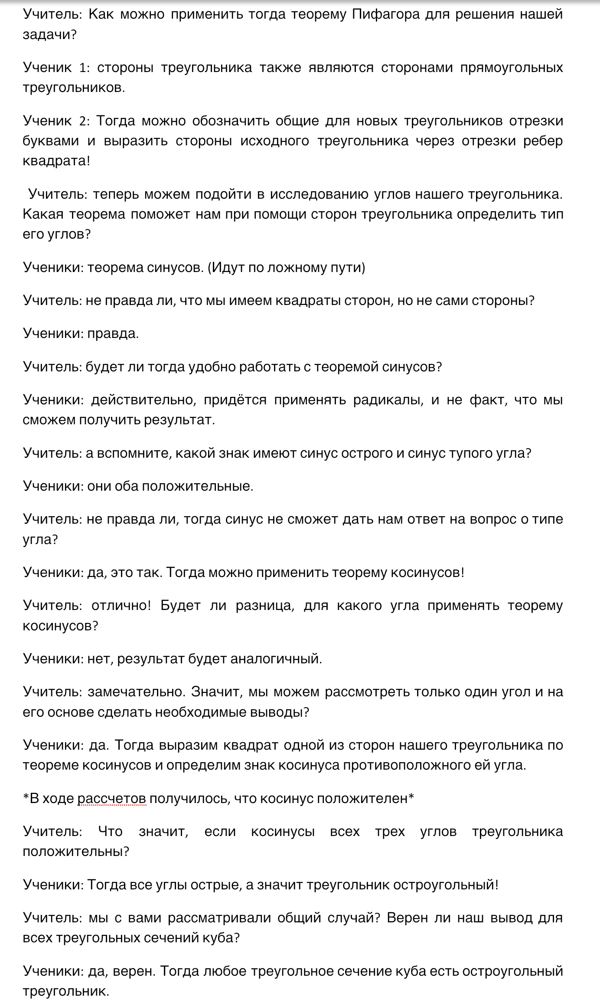 Учитель: Как можно применить тогда теорему Пифагора для решения нашей
задачи?
Ученик 1: стороны треугольника также являются сторонами прямоугольных
треугольников.
Ученик 2: Тогда можно обозначить общие для новых треугольников отрезки
буквами и выразить стороны исходного треугольника через отрезки ребер
квадрата!
Учитель: теперь можем подойти в исследованию углов нашего треугольника.
Какая теорема поможет нам при помощи сторон треугольника определить тип
его углов?
Ученики: теорема синусов. (Идут по ложному пути)
Учитель: не правда ли, что мы имеем квадраты сторон, но не сами стороны?
Ученики: правда.
Учитель: будет ли тогда удобно работать с теоремой синусов?
Ученики: действительно, придётся применять радикалы, и не факт, что мы
сможем получить результат.
Учитель: а вспомните, какой знак имеют синус острого и синус тупого угла?
Ученики: они оба положительные.
Учитель: не правда ли, тогда синус не сможет дать нам ответ на вопрос о типе
угла?
Ученики: да, это так. Тогда можно применить теорему косинусов!
Учитель: отлично! Будет ли разница, для какого угла применять теорему
косинусов?
Ученики: нет, результат будет аналогичный.
Учитель: замечательно. Значит, мы можем рассмотреть только один угол и на
его основе сделать необходимые выводы?
Ученики: да. Тогда выразим квадрат одной из сторон нашего треугольника по
теореме косинусов и определим знак косинуса противоположного ей угла.
*В ходе рассчетов получилось, что косинус положителен*
Учитель: Что значит, если косинусы всех трех углов треугольника
положительны?
Ученики: Тогда все углы острые, а значит треугольник остроугольный!
Учитель: мы с вами рассматривали общий случай? Верен ли наш вывод для
всех треугольных сечений куба?
Ученики: да, верен. Тогда любое треугольное сечение куба есть остроугольный
треугольник.